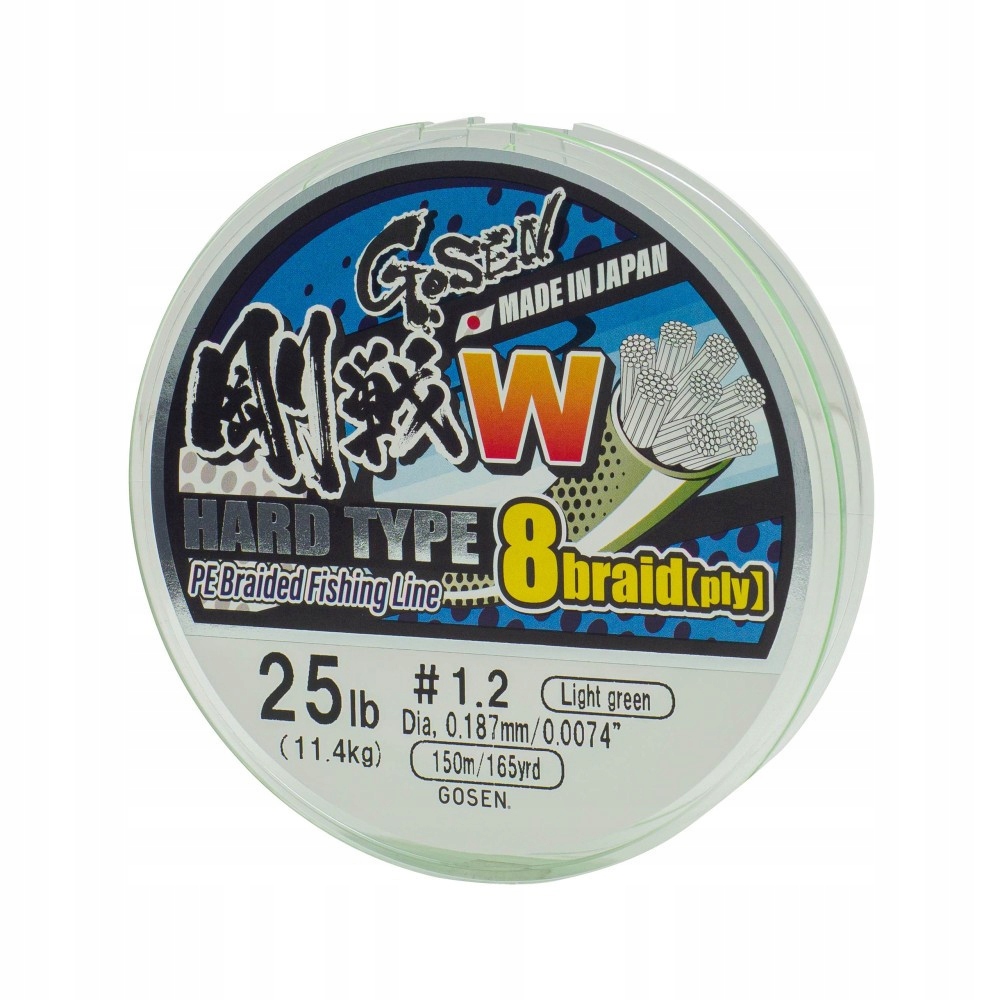 GOSEN
MADE IN JAPAN
剛戦 W
HARD TYPE
PE Braided Fishing Line
8braid【ply】
25lb
(11.4kg)
#1.2
Light green
Dia, 0.187mm/0.0074”
150m/165yrd
GOSEN®